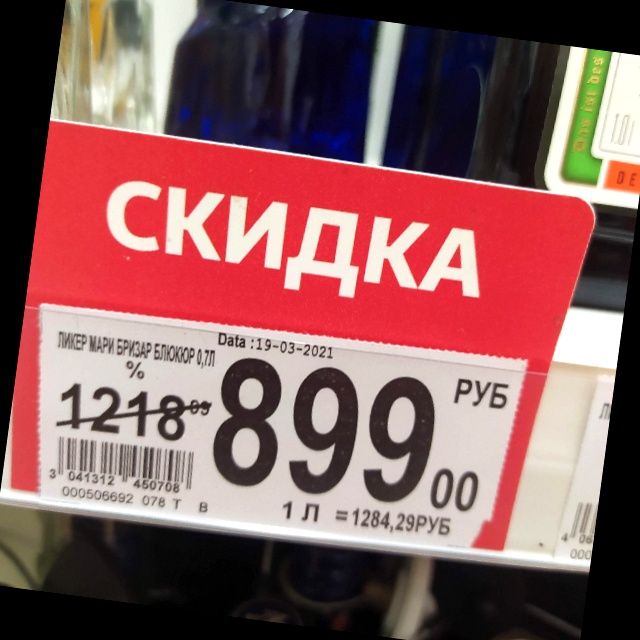 СКИДКА
ЛИКЕР МАРИ БРИЗАР БЛЮКЮР 0,7Л
Data :19-03-2021
%
1218
899 00
РУБ
3 041312 450708
000506692 078 Т В
1 Л =1284,29РУБ